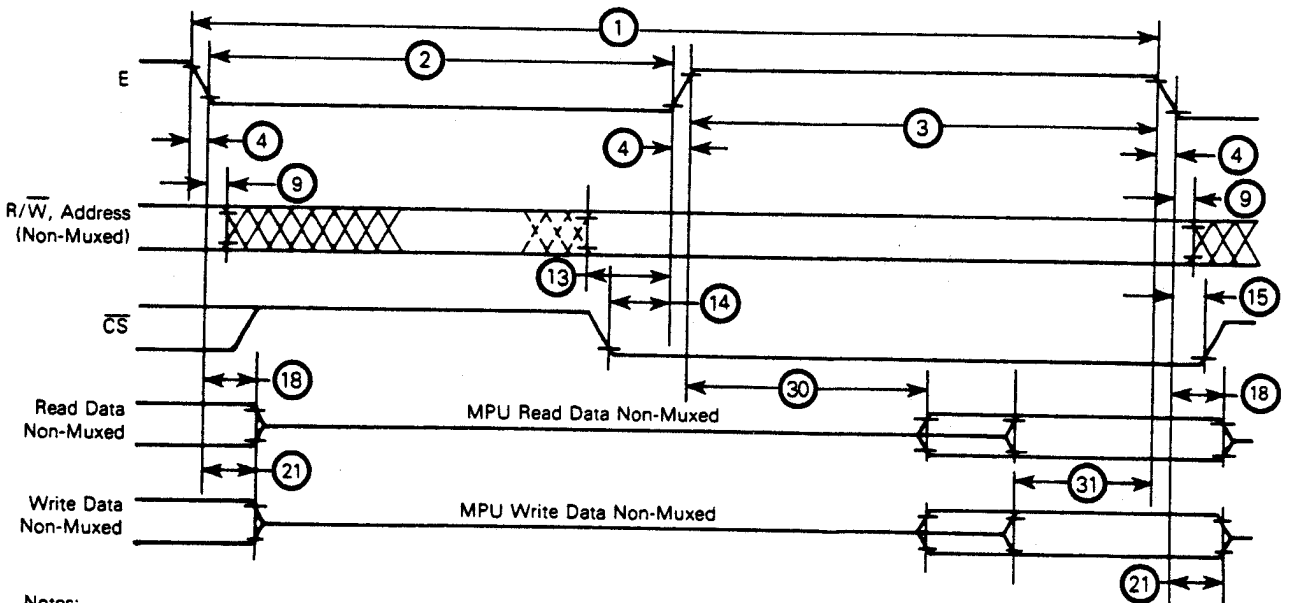 1
E
2
3
4
4
4
9
9
R/W̅, Address
(Non-Muxed)
13
14
15
C̅S̅
18
30
18
Read Data
Non-Muxed
MPU Read Data Non-Muxed
21
31
Write Data
Non-Muxed
MPU Write Data Non-Muxed
21
Notes: